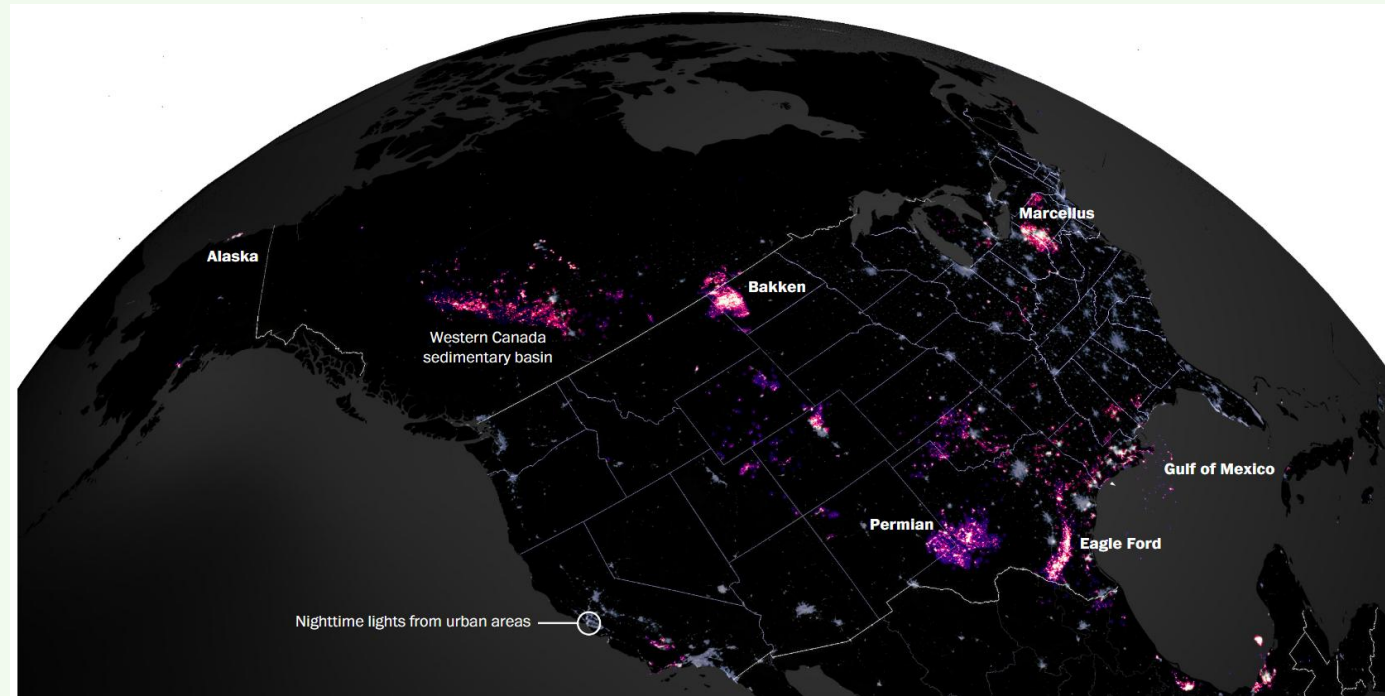 Marcellus
Alaska
Bakken
Western Canada
sedimentary basin
Gulf of Mexico
Permian
Eagle Ford
Nighttime lights from urban areas